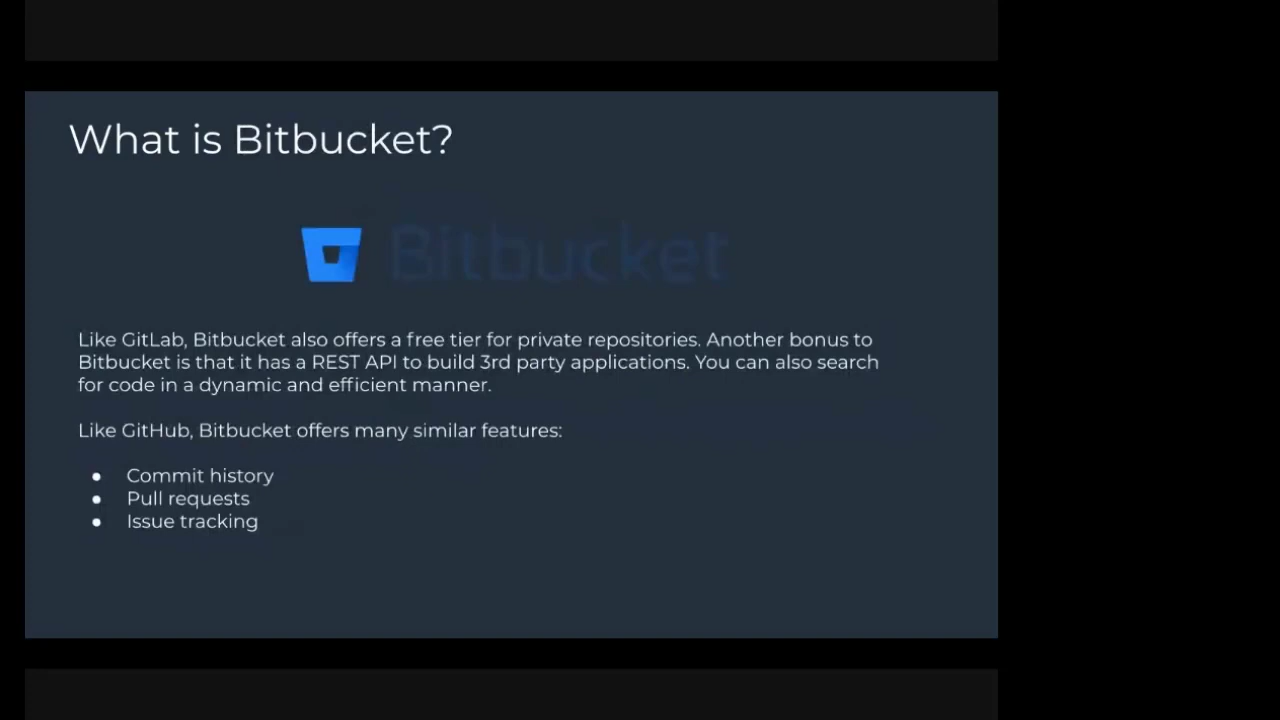 What is Bitbucket?
Bitbucket
Like GitLab, Bitbucket also offers a free tier for private repositories. Another bonus to
Bitbucket is that it has a REST API to build 3rd party applications. You can also search
for code in a dynamic and efficient manner.
Like GitHub, Bitbucket offers many similar features:
● Commit history
● Pull requests
● Issue tracking